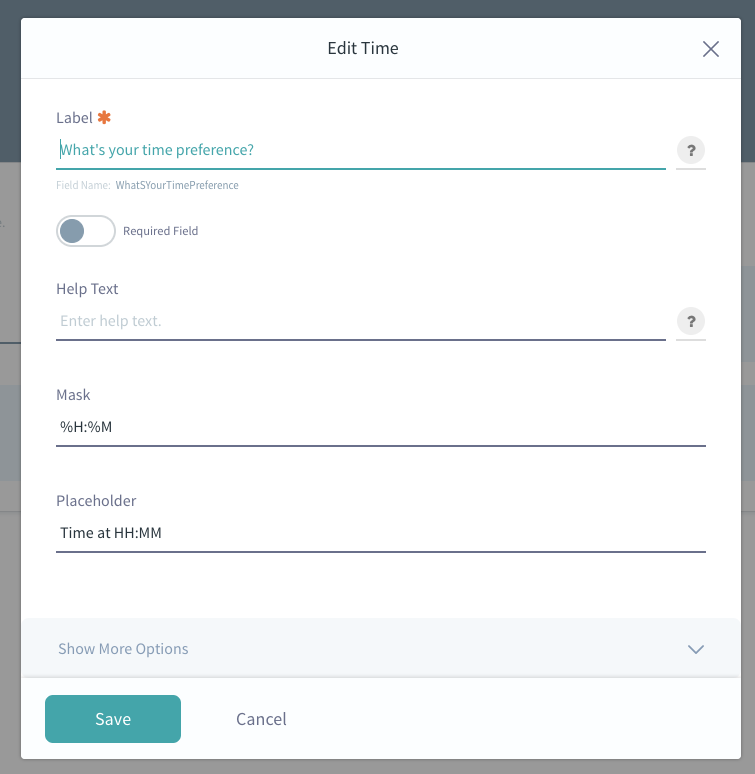 Edit Time
Label ✱
What's your time preference?
?
Field Name: WhatSYourTimePreference
Required Field
Help Text
Enter help text.
?
Mask
%H:%M
Placeholder
Time at HH:MM
Show More Options
Save Cancel